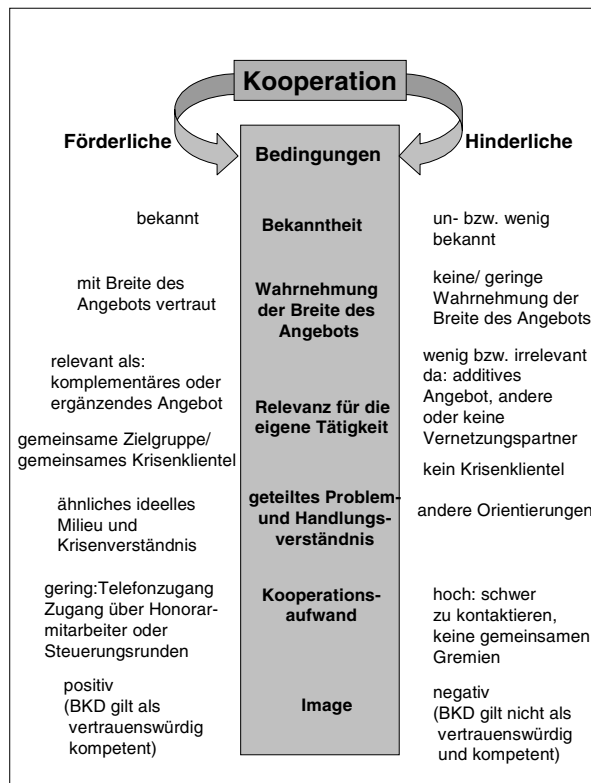 Kooperation
Förderliche
Hinderliche
Bedingungen
bekannt
Bekanntheit
un- bzw. wenig
bekannt
mit Breite des
Angebots vertraut
Wahrnehmung
der Breite des
Angebots
keine/ geringe
Wahrnehmung der
Breite des Angebots
relevant als:
komplementäres oder
ergänzendes Angebot
gemeinsame Zielgruppe/
gemeinsames Krisenklientel
Relevanz für die
eigene Tätigkeit
wenig bzw. irrelevant
da: additives
Angebot, andere
oder keine
Vernetzungspartner
kein Krisenklientel
ähnliches ideelles
Milieu und
Krisenverständnis
geteiltes Problem-
und Handlungs-
verständnis
andere Orientierungen
gering:Telefonzugang
Zugang über Honorar-
mitarbeiter oder
Steuerungsrunden
Kooperations-
aufwand
hoch: schwer
zu kontaktieren,
keine gemeinsamen
Gremien
positiv
(BKD gilt als
vertrauenswürdig
kompetent)
Image
negativ
(BKD gilt nicht als
vertrauenswürdig
und kompetent)